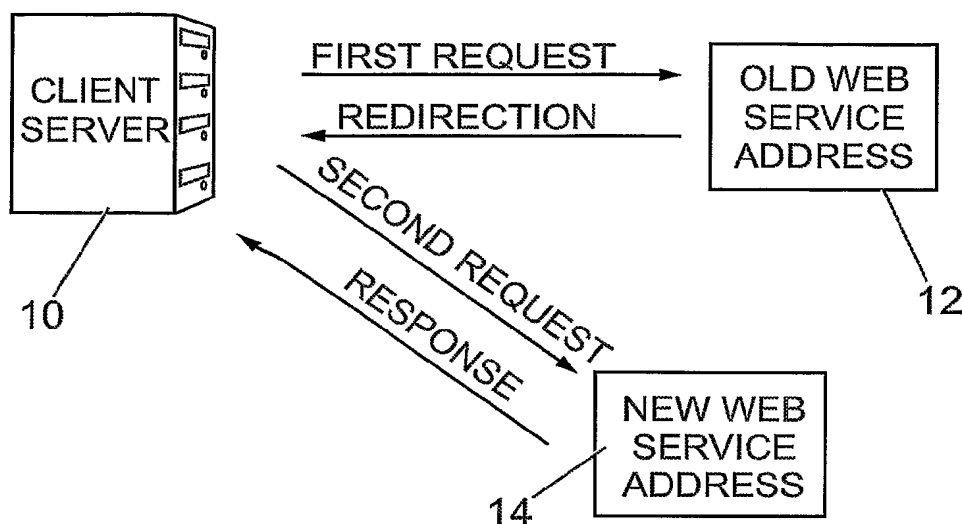 CLIENT
SERVER
FIRST REQUEST
REDIRECTION
OLD WEB
SERVICE
ADDRESS
SECOND REQUEST
RESPONSE
10
12
NEW WEB
SERVICE
ADDRESS
14